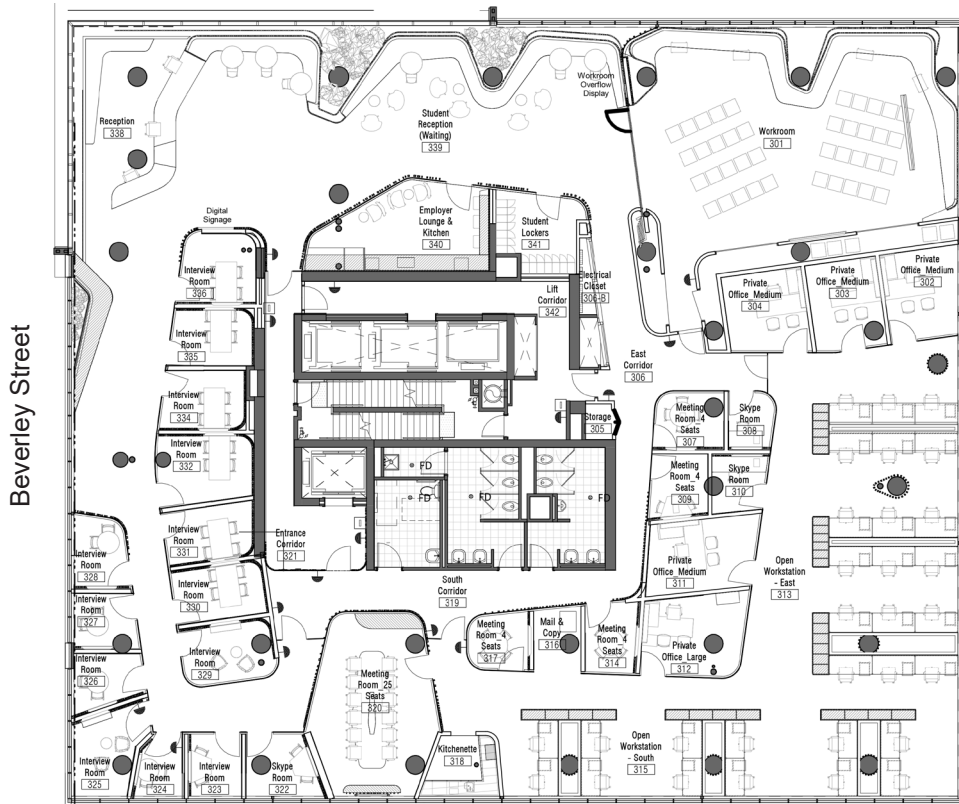 Beverley Street
Reception
338
Student
Reception
(Waiting)
339
Workroom
Overflow
Display
Workroom
301
Digital
Signage
Employer
Lounge &
Kitchen
340
Student
Lockers
341
Interview
Room
336
Lift
Corridor
342
Electrical
Closet
306-B
Private
Office_Medium
304
Private
Office_Medium
303
Private
Office_Medium
302
Interview
Room
335
East
Corridor
306
Interview
Room
334
Storage
305
Meeting
Room_4
Seats
307
Skype
Room
308
Interview
Room
332
FD
FD
FD
FD
Meeting
Room_4
Seats
309
Skype
Room
310
Interview
Room
331
Entrance
Corridor
321
Interview
Room
328
Private
Office_Medium
311
Open
Workstation
- East
313
Interview
Room
330
South
Corridor
319
Interview
Room
327
Meeting
Room_4
Seats
317
Mail &
Copy
316
Meeting
Room_4
Seats
314
Private
Office_Large
312
Interview
Room
329
Interview
Room
326
Meeting
Room_25
Seats
320
Interview
Room
325
Interview
Room
324
Interview
Room
323
Skype
Room
322
Kitchenette
318
Open
Workstation
- South
315